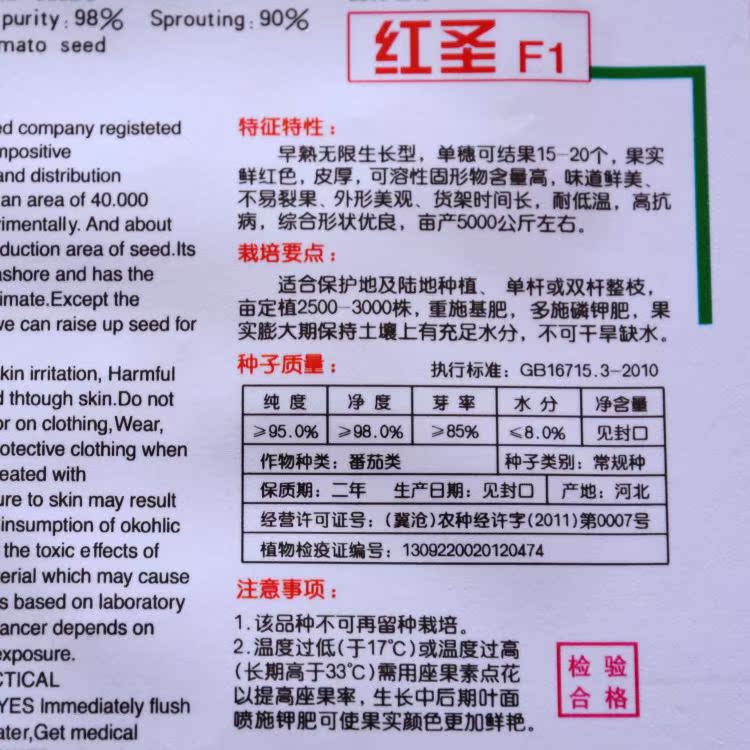 purity: 98%  Sprouting: 90%
mato seed
红圣 F1
ed company registeted
mpositive
and distribution
an area of 40.000
rimentally. And about
duction area of seed.Its
ashore and has the
imate.Except the
ve can raise up seed for
kin irritation, Harmful
d thtough skin.Do not
or on clothing,Wear,
otective clothing when
eated with
ure to skin may result
insumption of okohlic
the toxic effects of
terial which may cause
s based on laboratory
ancer depends on
exposure.
CTICAL
YES Immediately flush
ater,Get medical
特征特性：
早熟无限生长型，单穗可结果15—20个，果实
鲜红色，皮厚，可溶性固形物含量高，味道鲜美、
不易裂果、外形美观、货架时间长，耐低温，高抗
病，综合形状优良，亩产5000公斤左右。
栽培要点：
适合保护地及陆地种植、单杆或双杆整枝，
亩定植2500—3000株，重施基肥，多施磷钾肥，果
实膨大期保持土壤上有充足水分，不可干旱缺水。
种子质量：
执行标准：GB16715.3—2010
纯 度 净 度 芽 率 水 分 净含量
≥95.0% ≥98.0% ≥85% ≤8.0% 见封口
作物种类：番茄类 种子类别：常规种
保质期：二年 生产日期：见封口 产地：河北
经营许可证号：(冀沧)农种经许字(2011)第0007号
植物检疫证编号：1309220020120474
注意事项：
1.该品种不可再留种栽培。
2.温度过低(于17℃)或温度过高
(长期高于33℃)需用座果素点花
以提高座果率，生长中后期叶面
喷施钾肥可使果实颜色更加鲜艳。
检 验
合 格